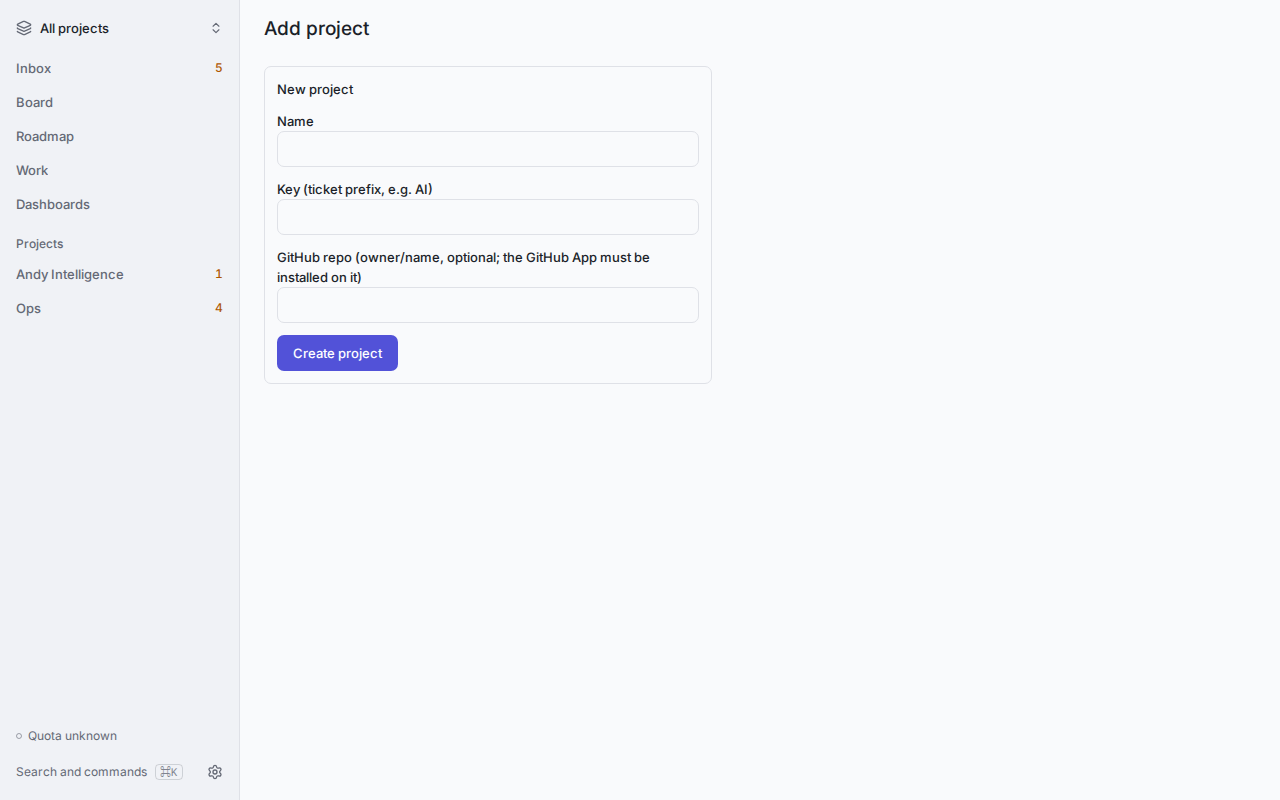 All projects
Inbox 5
Board
Roadmap
Work
Dashboards
Projects
Andy Intelligence 1
Ops 4
Quota unknown
Search and commands ⌘K
Add project
New project
Name
Key (ticket prefix, e.g. AI)
GitHub repo (owner/name, optional; the GitHub App must be
installed on it)
Create project